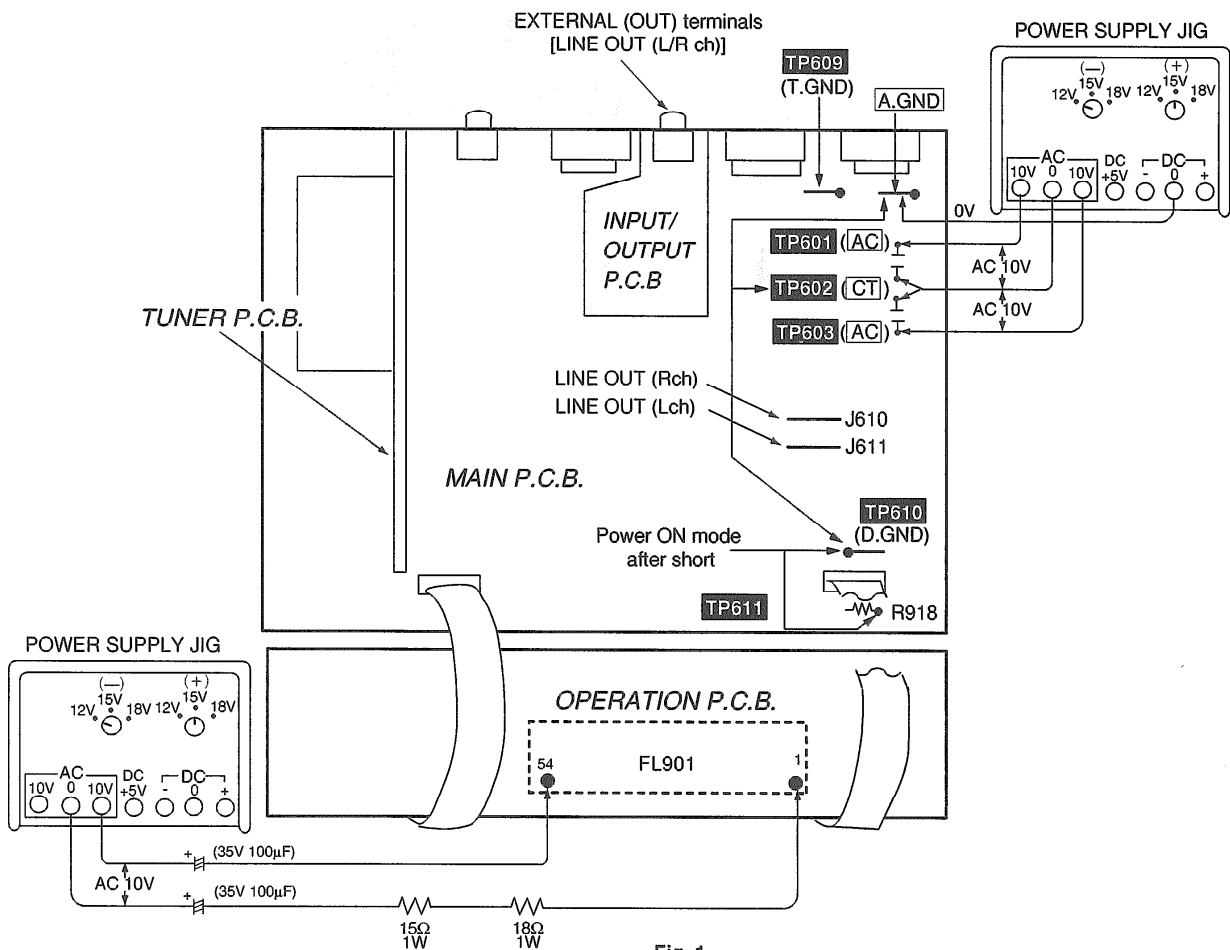 EXTERNAL (OUT) terminals
[LINE OUT (L/R ch)]
POWER SUPPLY JIG
(—) (+)
12V 15V 18V 12V 15V 18V
AC DC DC
10V 0 10V +5V - 0 +
TP609
(T.GND)
A.GND
0V
INPUT/
OUTPUT
P.C.B
TP601 (AC)
AC 10V
TP602 (CT)
AC 10V
TP603 (AC)
TUNER P.C.B.
LINE OUT (Rch)
LINE OUT (Lch)
J610
J611
MAIN P.C.B.
TP610
(D.GND)
Power ON mode
after short
TP611
R918
POWER SUPPLY JIG
(—) (+)
12V 15V 18V 12V 15V 18V
AC DC DC
10V 0 10V +5V - 0 +
OPERATION P.C.B.
54 FL901 1
+ (35V 100µF)
AC 10V
+ (35V 100µF)
15Ω 18Ω
1W 1W